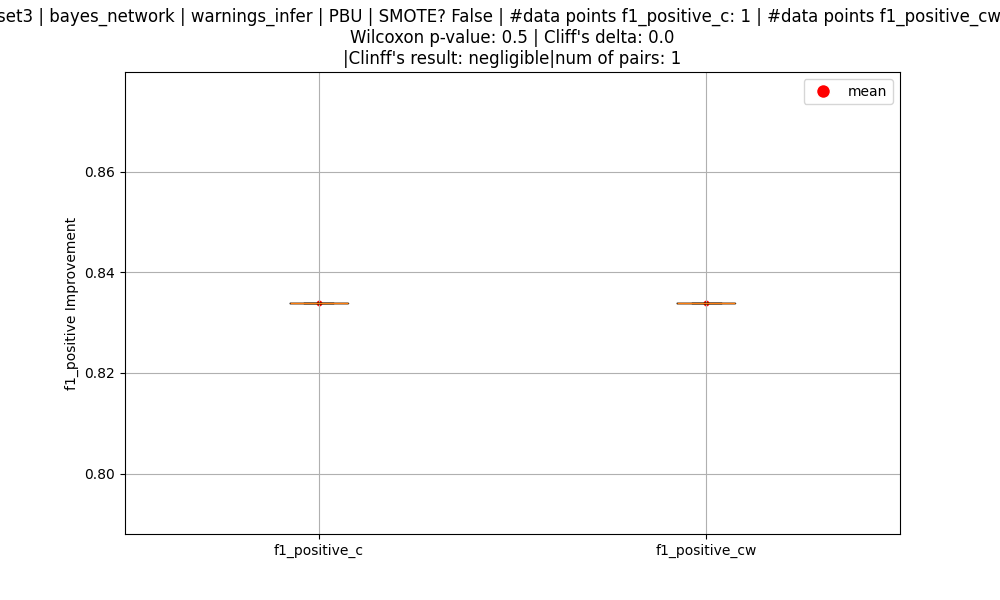 set3 | bayes_network | warnings_infer | PBU | SMOTE? False | #data points f1_positive_c: 1 | #data points f1_positive_cw
Wilcoxon p-value: 0.5 | Cliff's delta: 0.0
|Clinff's result: negligible|num of pairs: 1
mean
0.86
0.84
0.82
0.80
f1_positive Improvement
f1_positive_c
f1_positive_cw